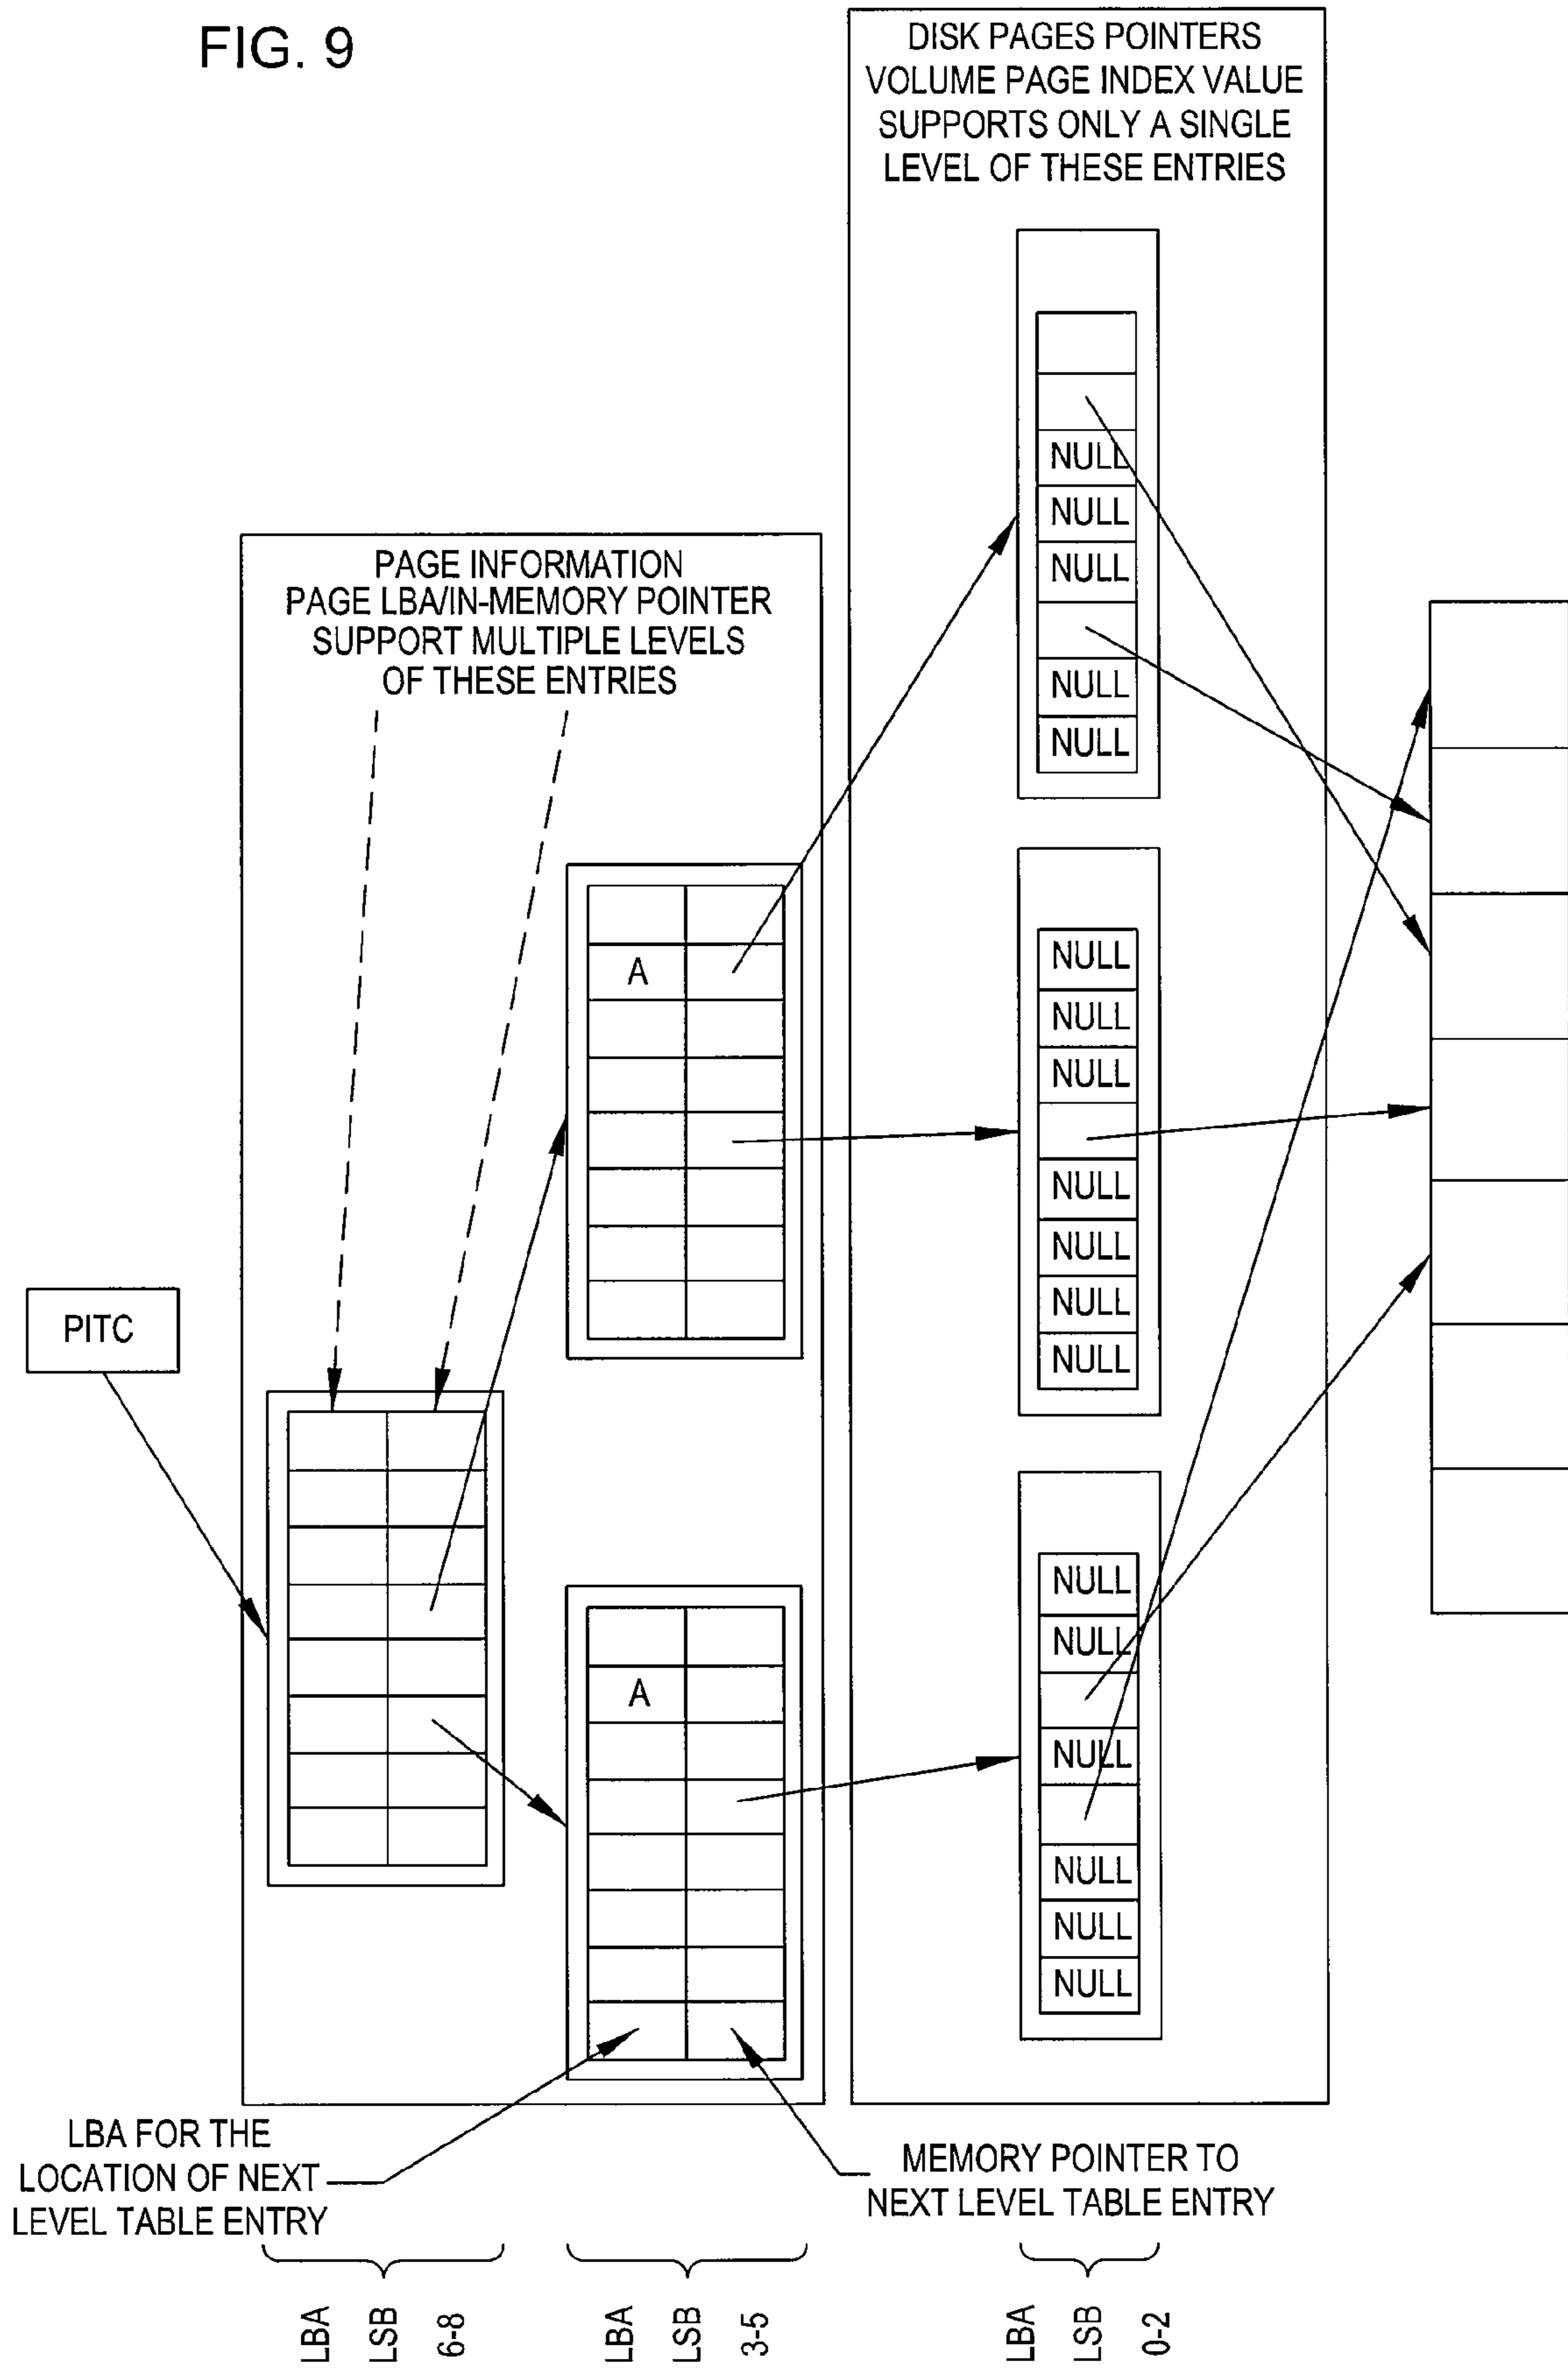 FIG. 9
DISK PAGES POINTERS
VOLUME PAGE INDEX VALUE
SUPPORTS ONLY A SINGLE
LEVEL OF THESE ENTRIES
NULL
NULL
NULL
NULL
NULL
PAGE INFORMATION
PAGE LBA/IN-MEMORY POINTER
SUPPORT MULTIPLE LEVELS
OF THESE ENTRIES
A
NULL
NULL
NULL
NULL
NULL
NULL
NULL
PITC
A
NULL
NULL
NULL
NULL
NULL
NULL
LBA FOR THE
LOCATION OF NEXT
LEVEL TABLE ENTRY
MEMORY POINTER TO
NEXT LEVEL TABLE ENTRY
LBA
LSB
6-8
LBA
LSB
3-5
LBA
LSB
0-2